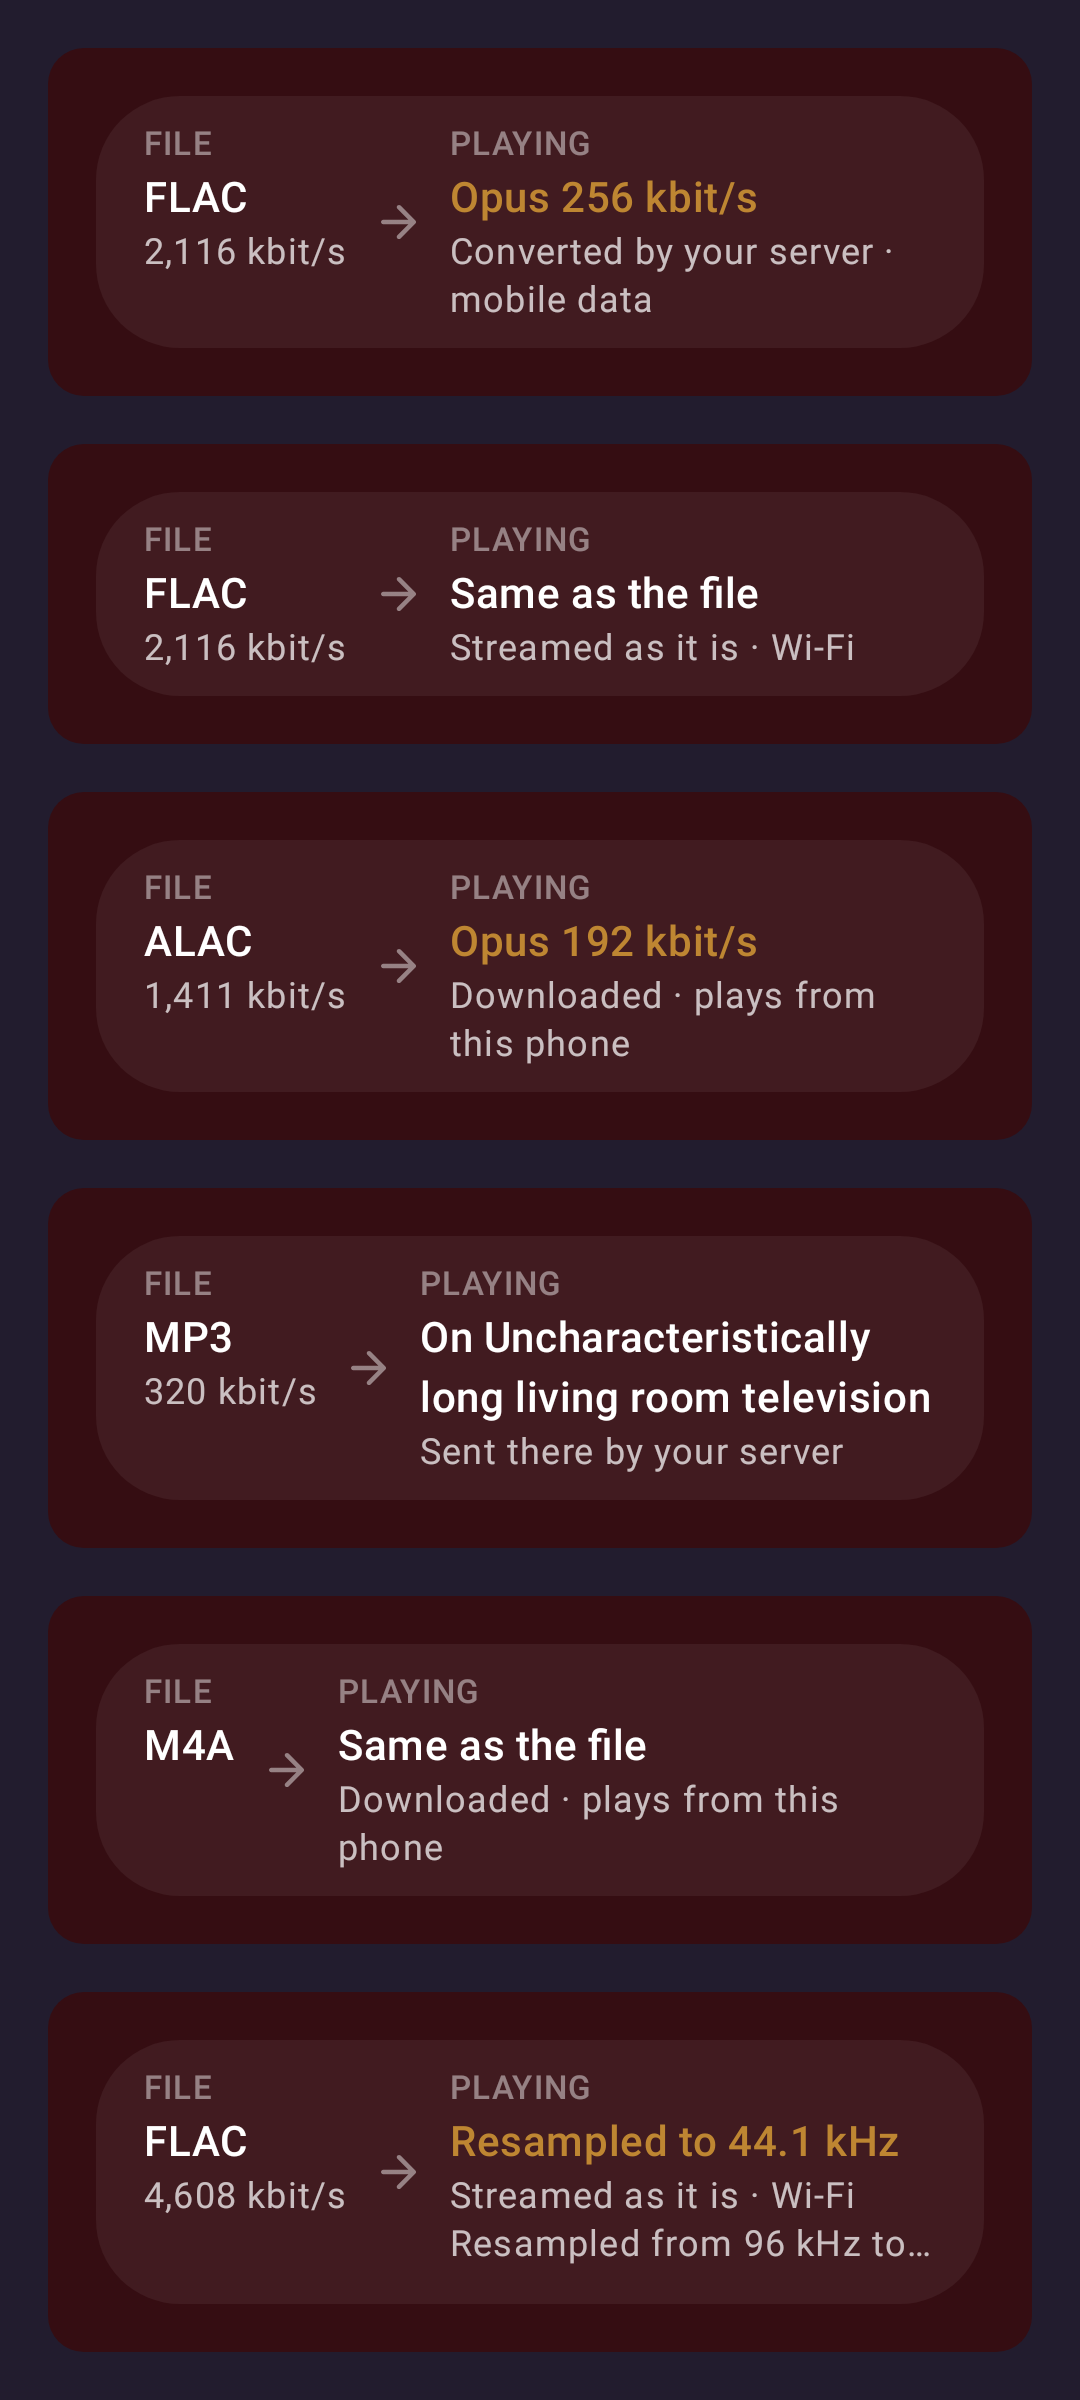 FILE
FLAC
2,116 kbit/s
PLAYING
Opus 256 kbit/s
Converted by your server ·
mobile data
FILE
FLAC
2,116 kbit/s
PLAYING
Same as the file
Streamed as it is · Wi-Fi
FILE
ALAC
1,411 kbit/s
PLAYING
Opus 192 kbit/s
Downloaded · plays from
this phone
FILE
MP3
320 kbit/s
PLAYING
On Uncharacteristically
long living room television
Sent there by your server
FILE
M4A
PLAYING
Same as the file
Downloaded · plays from this
phone
FILE
FLAC
4,608 kbit/s
PLAYING
Resampled to 44.1 kHz
Streamed as it is · Wi-Fi
Resampled from 96 kHz to…